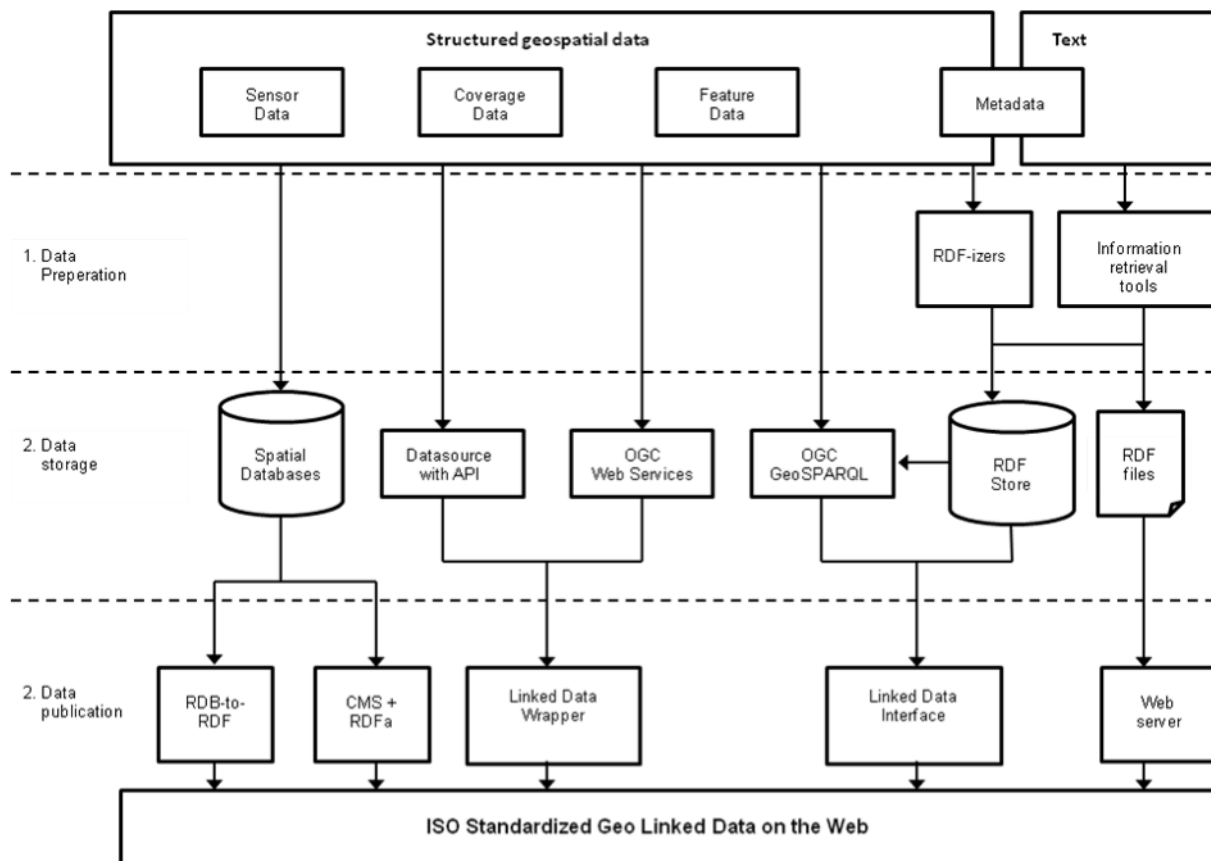 Structured geospatial data
Text
Sensor
Data
Coverage
Data
Feature
Data
Metadata
1. Data
Preperation
RDF-izers
Information
retrieval
tools
2. Data
storage
Spatial
Databases
Datasource
with API
OGC
Web Services
OGC
GeoSPARQL
RDF
Store
RDF
files
2. Data
publication
RDB-to-
RDF
CMS +
RDFa
Linked Data
Wrapper
Linked Data
Interface
Web
server
ISO Standardized Geo Linked Data on the Web